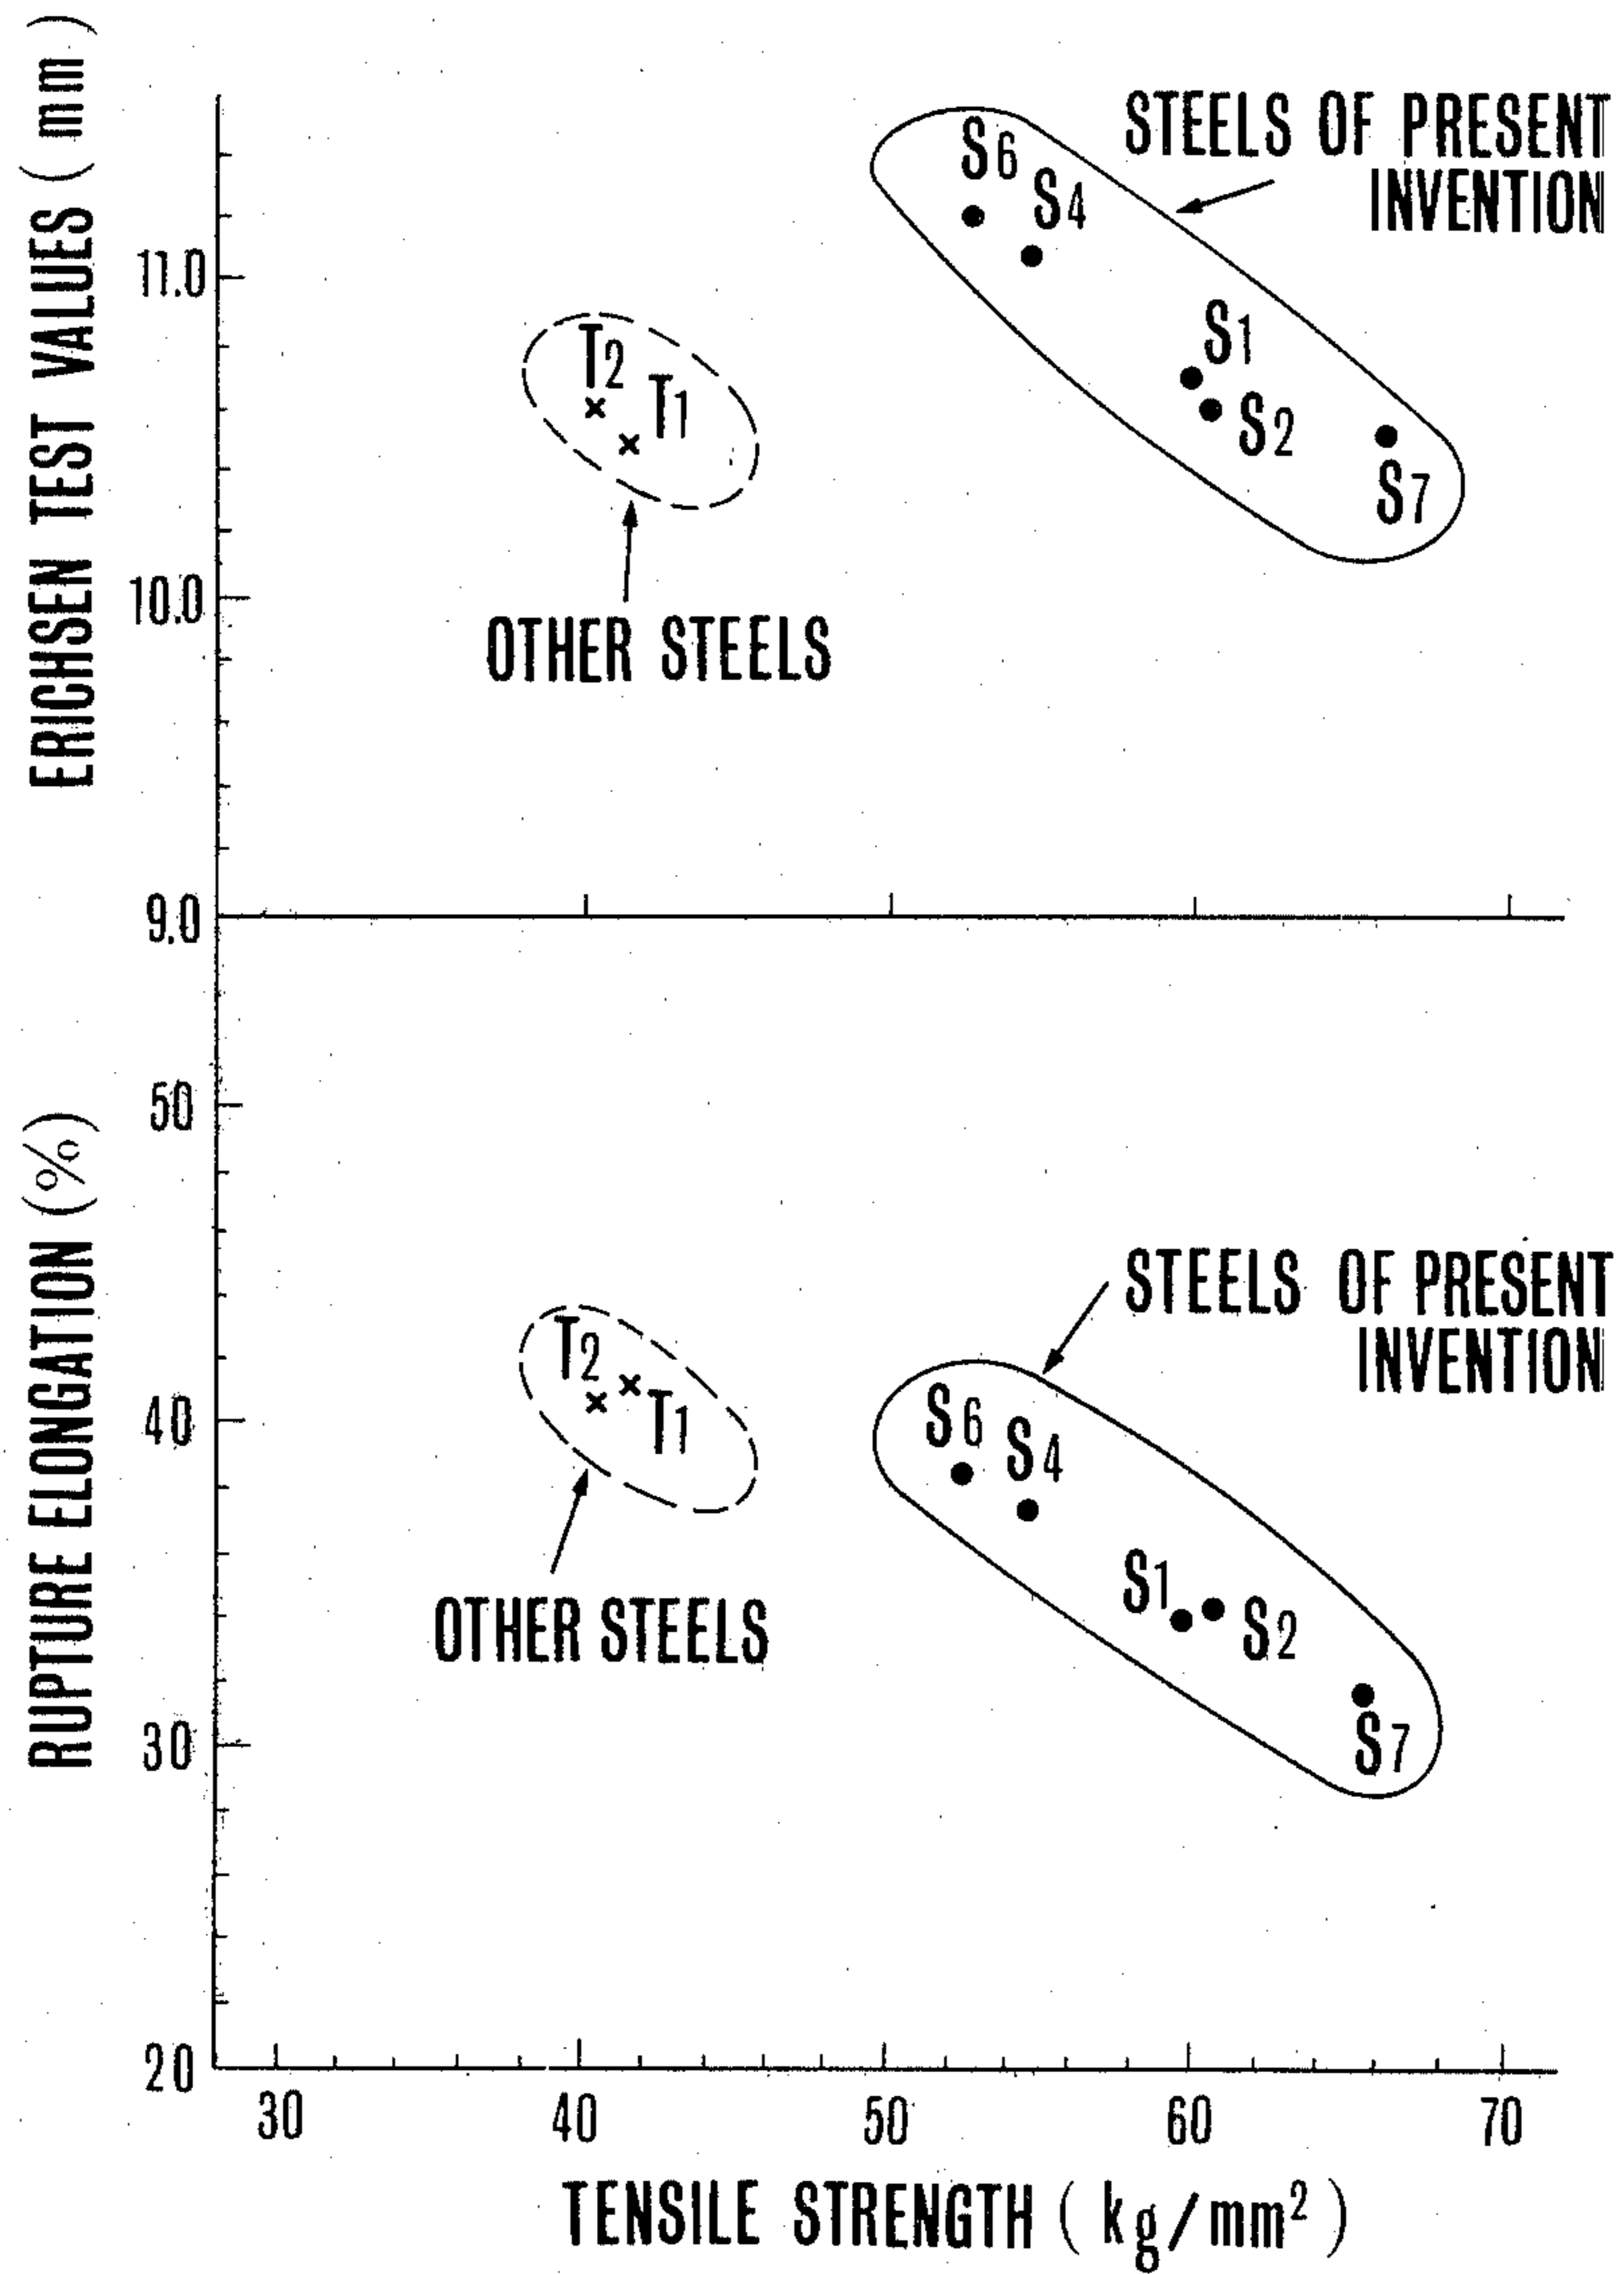 ERICHSEN TEST VALUES (mm)
11.0
10.0
9.0
STEELS OF PRESENT
INVENTION
S6
S4
S1
S2
S7
T2
T1
OTHER STEELS
RUPTURE ELONGATION (%)
50
40
30
20
STEELS OF PRESENT
INVENTION
T2
T1
S6
S4
S1
S2
S7
OTHER STEELS
30 40 50 60 70
TENSILE STRENGTH (kg/mm²)